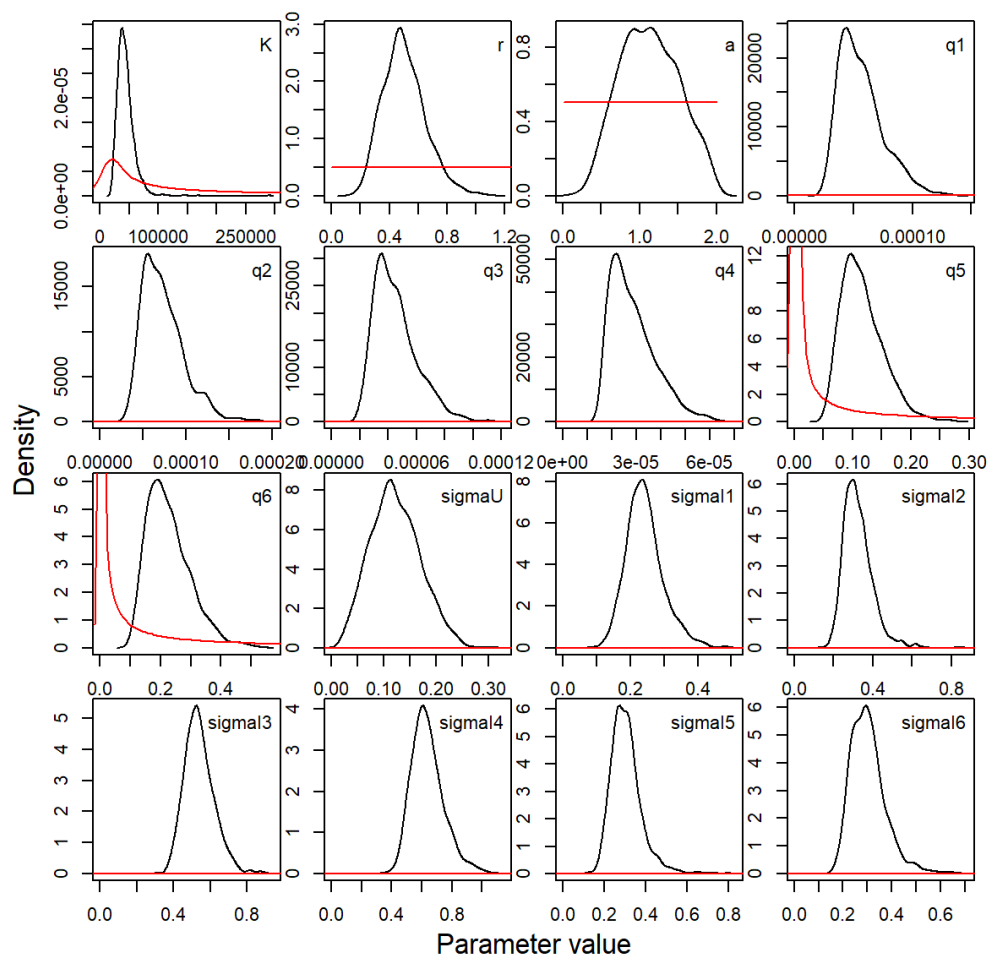 Density
K
0.0e+00 2.0e-05
0 100000 250000
r
0.0 1.0 2.0 3.0
0.0 0.4 0.8 1.2
a
0.0 0.4 0.8
0.0 1.0 2.0
q1
0 10000 20000
0.00000 0.00010
q2
0 5000 15000
0.00000 0.00010 0.00020
q3
0 10000 25000
0.00000 0.00006 0.00012
q4
0 20000 50000
0e+00 3e-05 6e-05
q5
0 2 4 6 8 12
0.00 0.10 0.20 0.30
q6
0 1 2 3 4 5 6
0.0 0.2 0.4
sigmaU
0 2 4 6 8
0.00 0.10 0.20 0.30
sigmaI1
0 2 4 6 8
0.0 0.2 0.4 0.6
sigmaI2
0 1 2 3 4 5 6
0.0 0.4 0.8
sigmaI3
0 1 2 3 4 5
0.0 0.4 0.8
sigmaI4
0 1 2 3 4
0.0 0.4 0.8
sigmaI5
0 1 2 3 4 5 6
0.0 0.2 0.4 0.6 0.8
sigmaI6
0 1 2 3 4 5 6
0.0 0.2 0.4 0.6
Parameter value